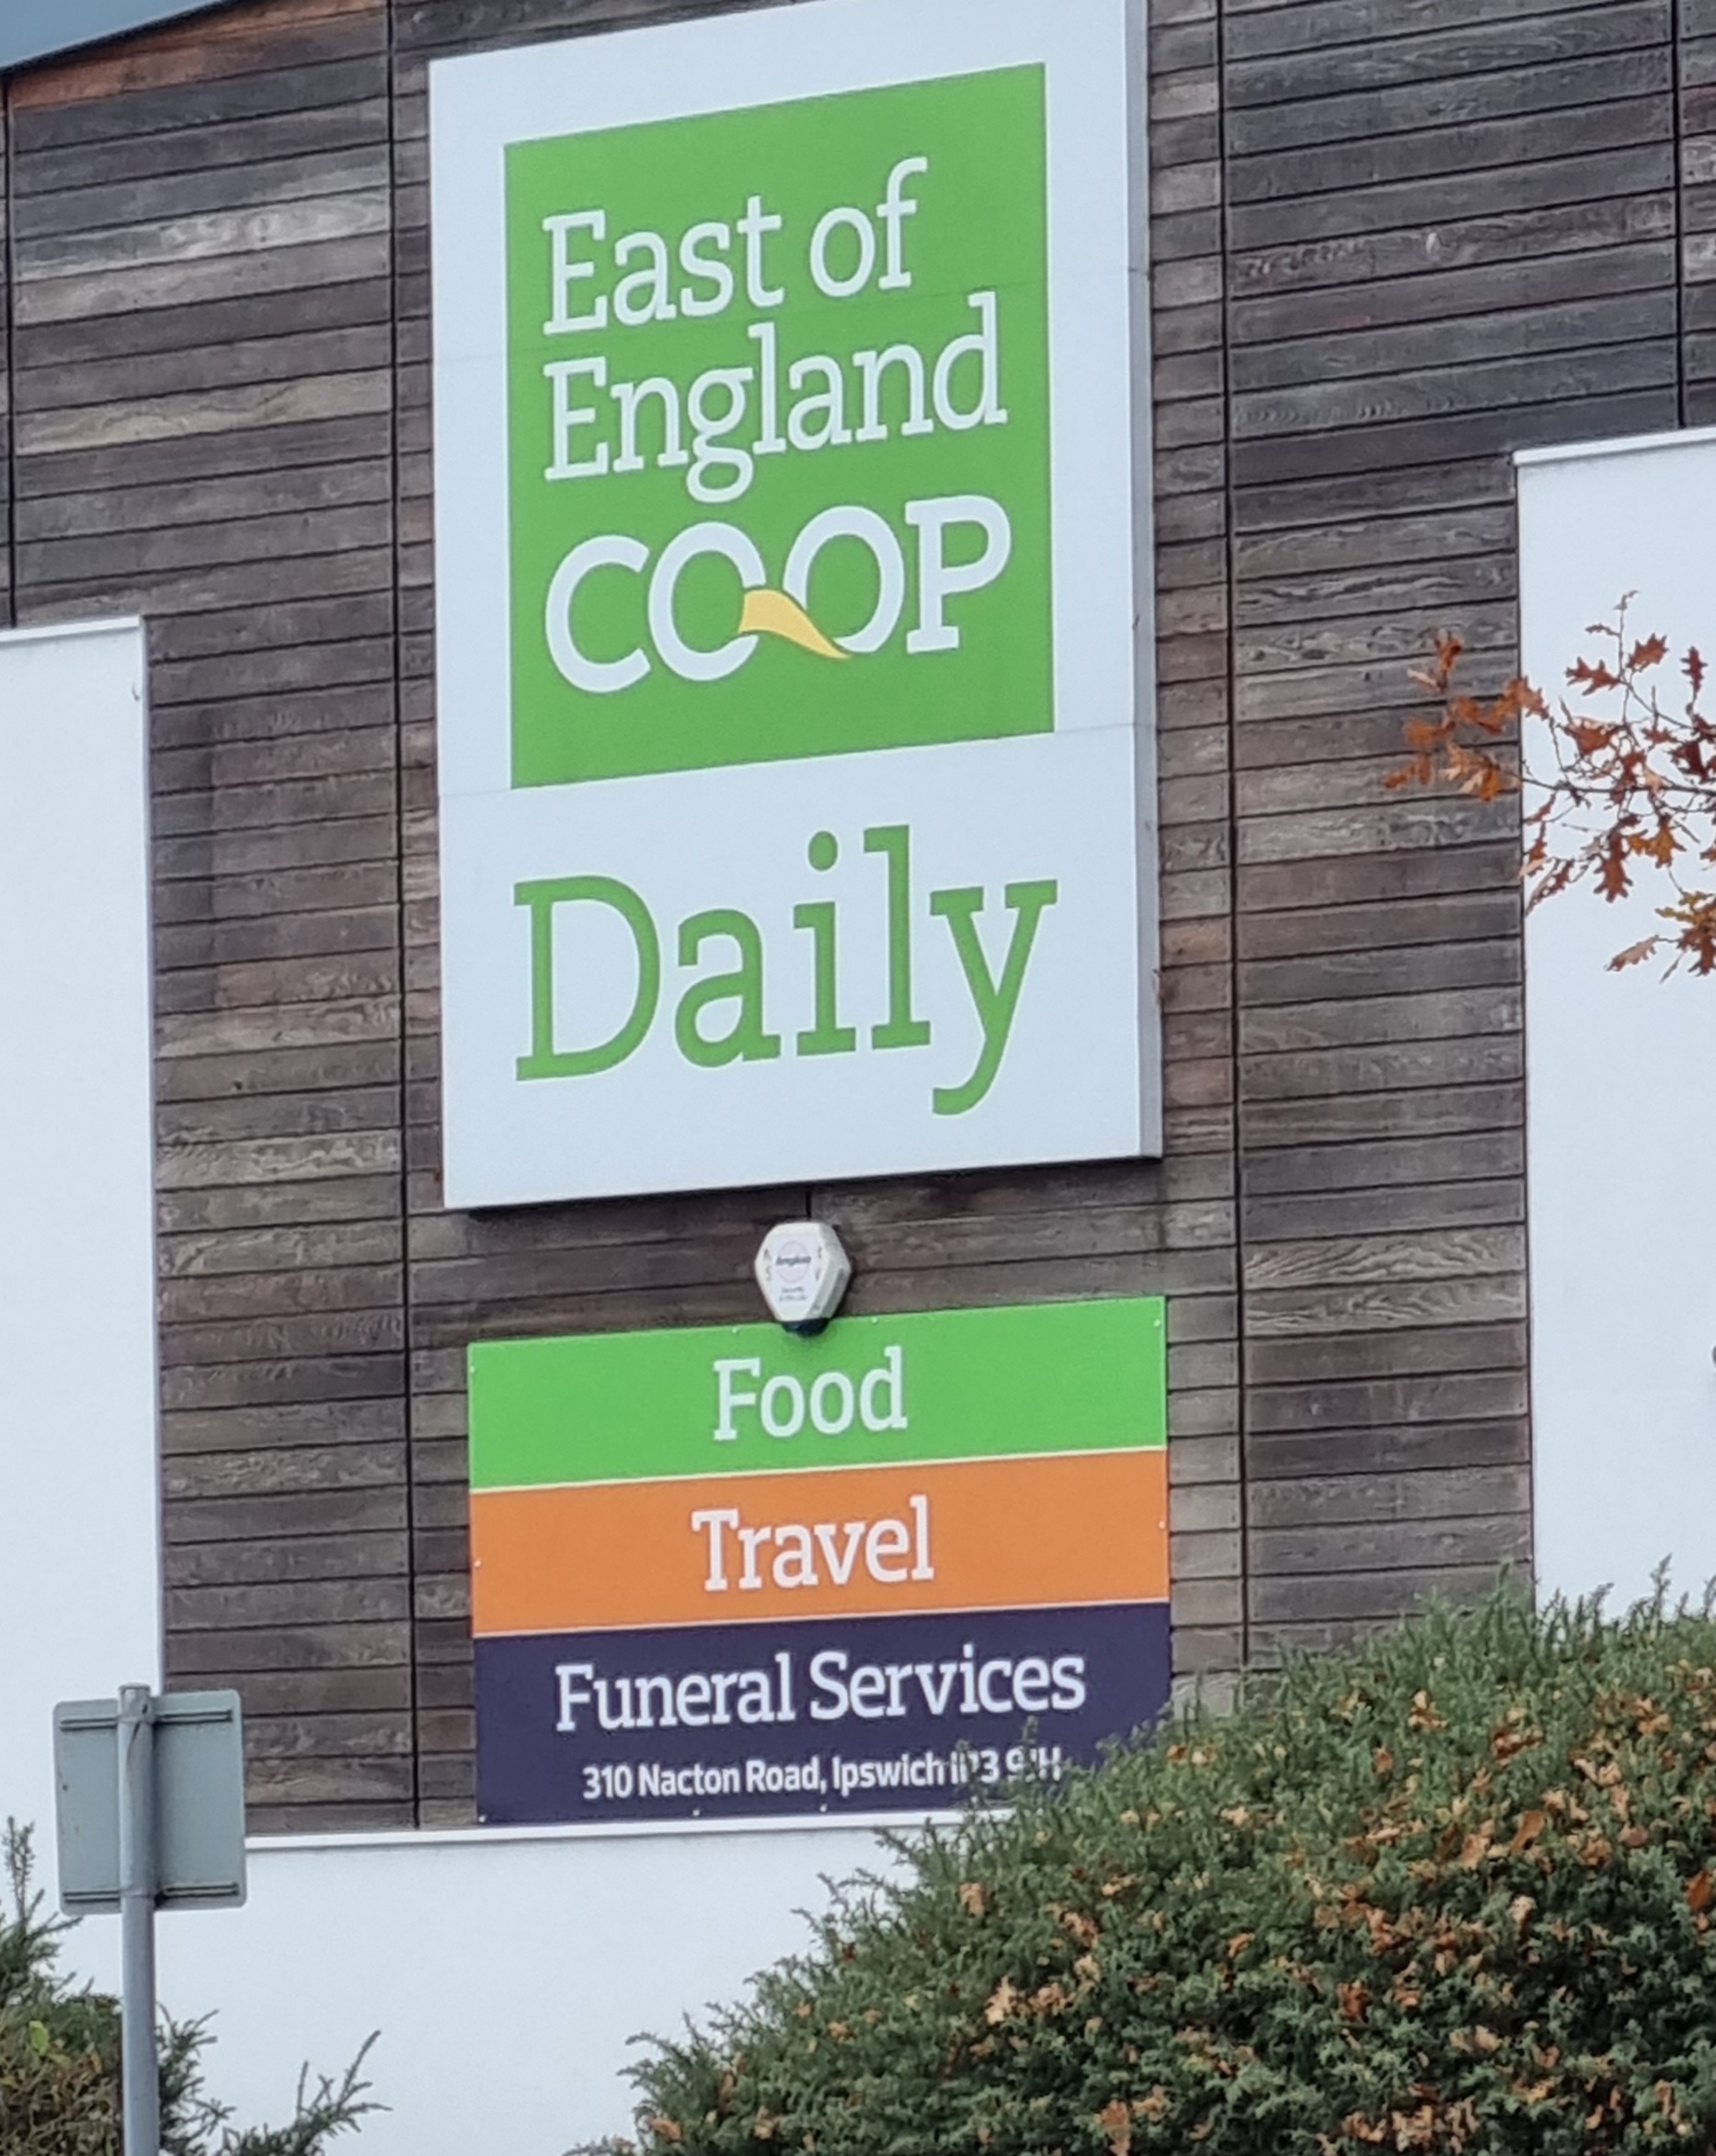 East of
England
COOP
Daily
Food
Travel
Funeral Services
310 Nacton Road, Ipswich